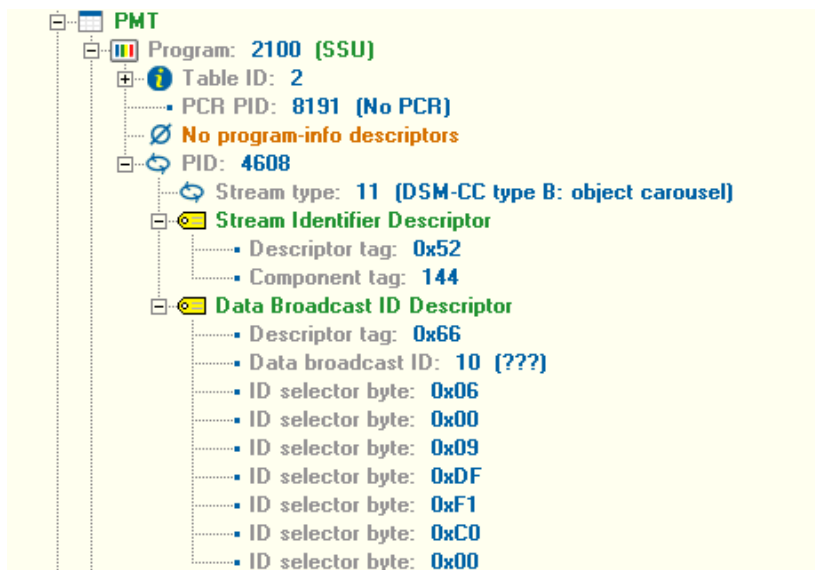 PMT
Program: 2100 (SSU)
Table ID: 2
PCR PID: 8191 (No PCR)
No program-info descriptors
PID: 4608
Stream type: 11 (DSM-CC type B: object carousel)
Stream Identifier Descriptor
Descriptor tag: 0x52
Component tag: 144
Data Broadcast ID Descriptor
Descriptor tag: 0x66
Data broadcast ID: 10 (???)
ID selector byte: 0x06
ID selector byte: 0x00
ID selector byte: 0x09
ID selector byte: 0xDF
ID selector byte: 0xF1
ID selector byte: 0xC0
ID selector byte: 0x00